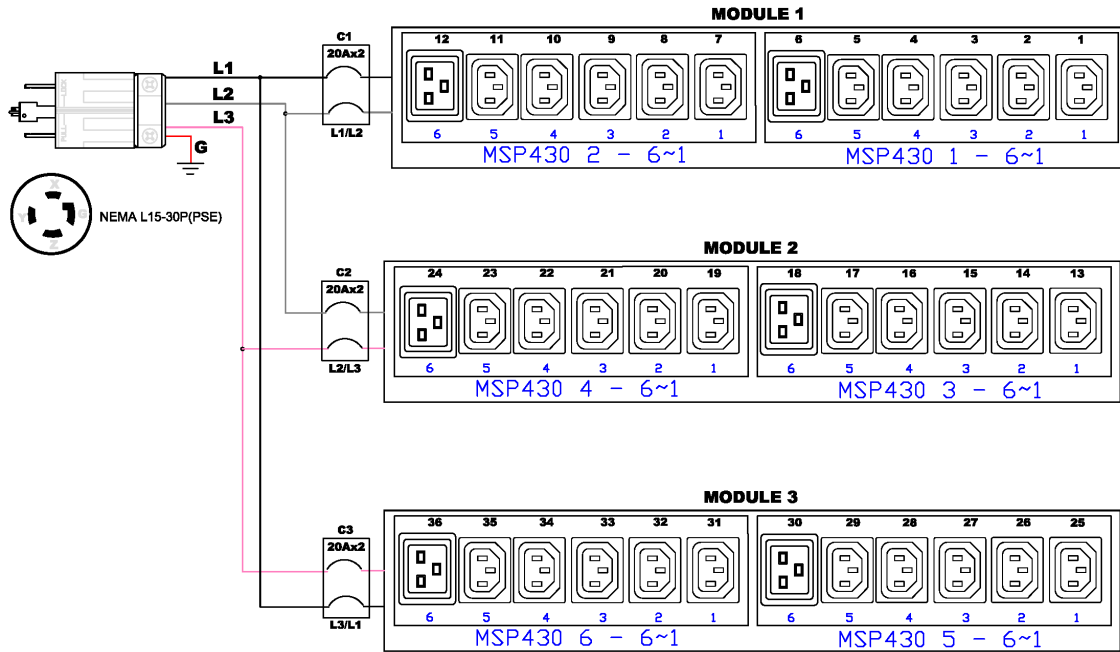 MODULE 1
C1
20Ax2
12 11 10 9 8 7 6 5 4 3 2 1
L1
L2
L3
G
LOCK
PULL
L1/L2
6 5 4 3 2 1 6 5 4 3 2 1
MSP430 2 - 6~1 MSP430 1 - 6~1
X
Y
G
Z
NEMA L15-30P(PSE)
MODULE 2
C2
20Ax2
24 23 22 21 20 19 18 17 16 15 14 13
L2/L3
6 5 4 3 2 1 6 5 4 3 2 1
MSP430 4 - 6~1 MSP430 3 - 6~1
MODULE 3
C3
20Ax2
36 35 34 33 32 31 30 29 28 27 26 25
L3/L1
6 5 4 3 2 1 6 5 4 3 2 1
MSP430 6 - 6~1 MSP430 5 - 6~1